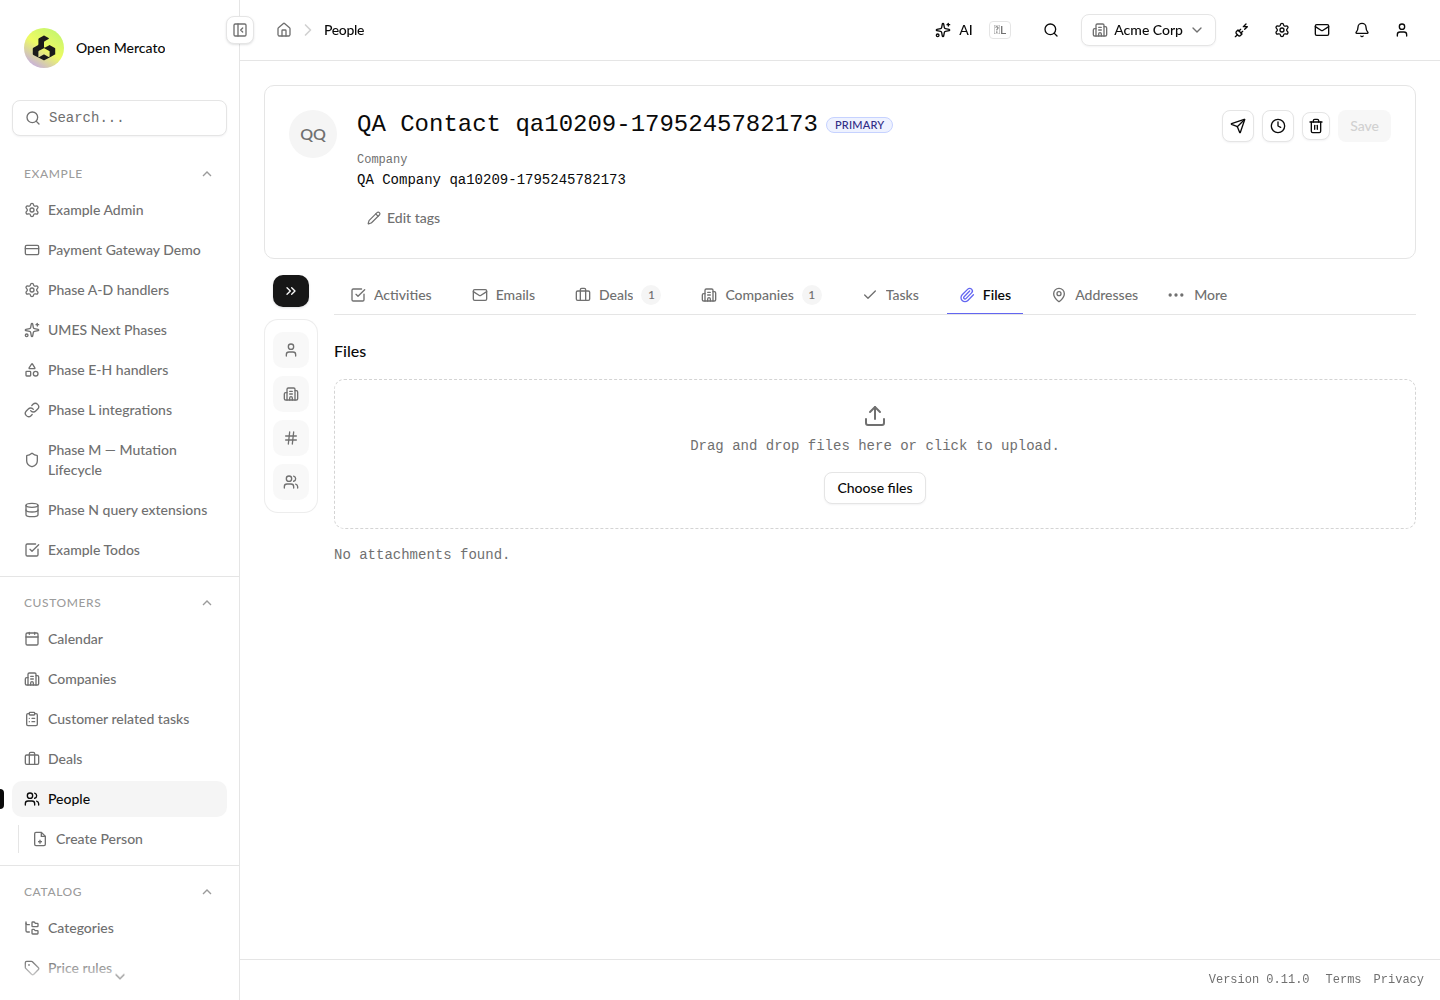 Open Mercato
Search...
EXAMPLE
Example Admin
Payment Gateway Demo
Phase A-D handlers
UMES Next Phases
Phase E-H handlers
Phase L integrations
Phase M — Mutation
Lifecycle
Phase N query extensions
Example Todos
CUSTOMERS
Calendar
Companies
Customer related tasks
Deals
People
Create Person
CATALOG
Categories
Price rules
People
AI
Acme Corp
QQ
QA Contact qa10209-1795245782173 PRIMARY
Company
QA Company qa10209-1795245782173
Edit tags
Save
Activities Emails Deals 1 Companies 1 Tasks Files Addresses More
Files
Drag and drop files here or click to upload.
Choose files
No attachments found.
Version 0.11.0 Terms Privacy